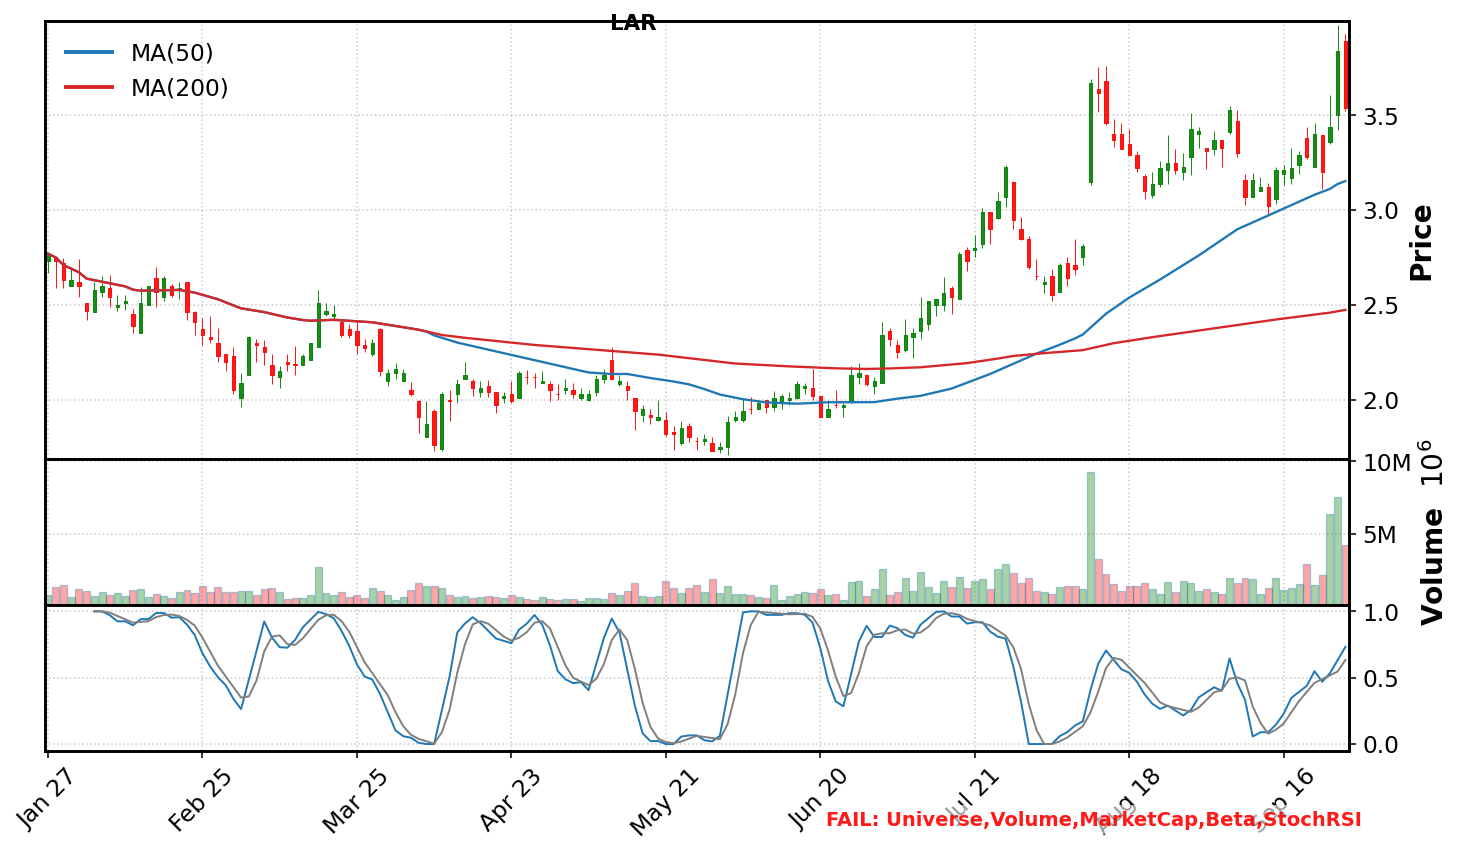 LAR
MA(50)
MA(200)
3.5
3.0
2.5
2.0
Price
10M
5M
Volume 10^6
1.0
0.5
0.0
Jan 27
Feb 25
Mar 25
Apr 23
May 21
Jun 20
Jul 21
Aug 18
Sep 16
FAIL: Universe,Volume,MarketCap,Beta,StochRSI